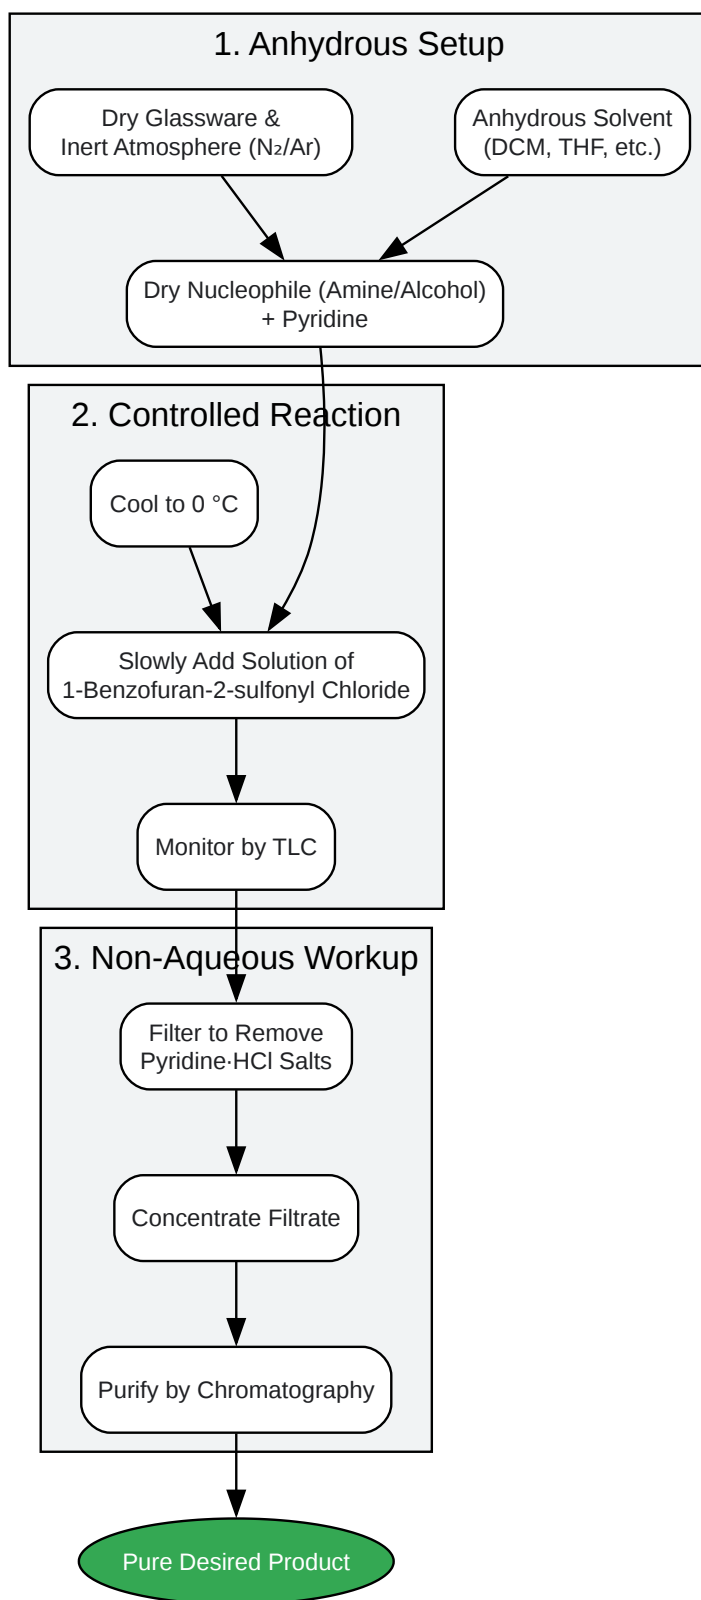 1. Anhydrous Setup
Dry Glassware &
Inert Atmosphere (N₂/Ar)
Anhydrous Solvent
(DCM, THF, etc.)
Dry Nucleophile (Amine/Alcohol)
+ Pyridine
2. Controlled Reaction
Cool to 0 °C
Slowly Add Solution of
1-Benzofuran-2-sulfonyl Chloride
Monitor by TLC
3. Non-Aqueous Workup
Filter to Remove
Pyridine·HCl Salts
Concentrate Filtrate
Purify by Chromatography
Pure Desired Product